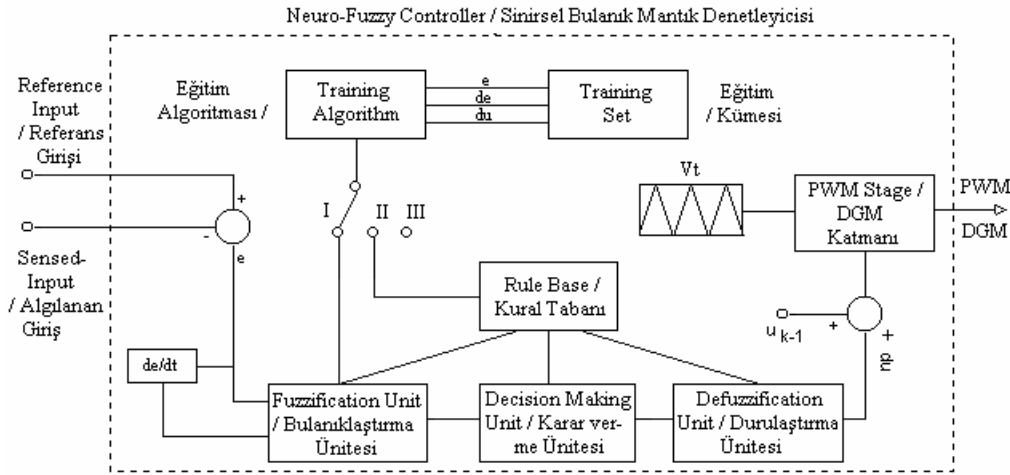 Neuro-Fuzzy Controller / Sinirsel Bulanık Mantık Denetleyicisi
Reference
Input
/ Referans
Girişi
Eğitim
Algoritması /
Training
Algorithm
e
de
du
Training
Set
Eğitim
/ Kümesi
Vt
PWM Stage /
DGM
Katmanı
PWM
DGM
I
II
III
+
-
e
Sensed-
Input
/ Algılanan
Giriş
Rule Base /
Kural Tabanı
u k-1
+
+
du
de/dt
Fuzzification Unit
/ Bulanıklaştırma
Ünitesi
Decision Making
Unit / Karar ver-
me Ünitesi
Defuzzification
Unit / Durulaştırma
Ünitesi